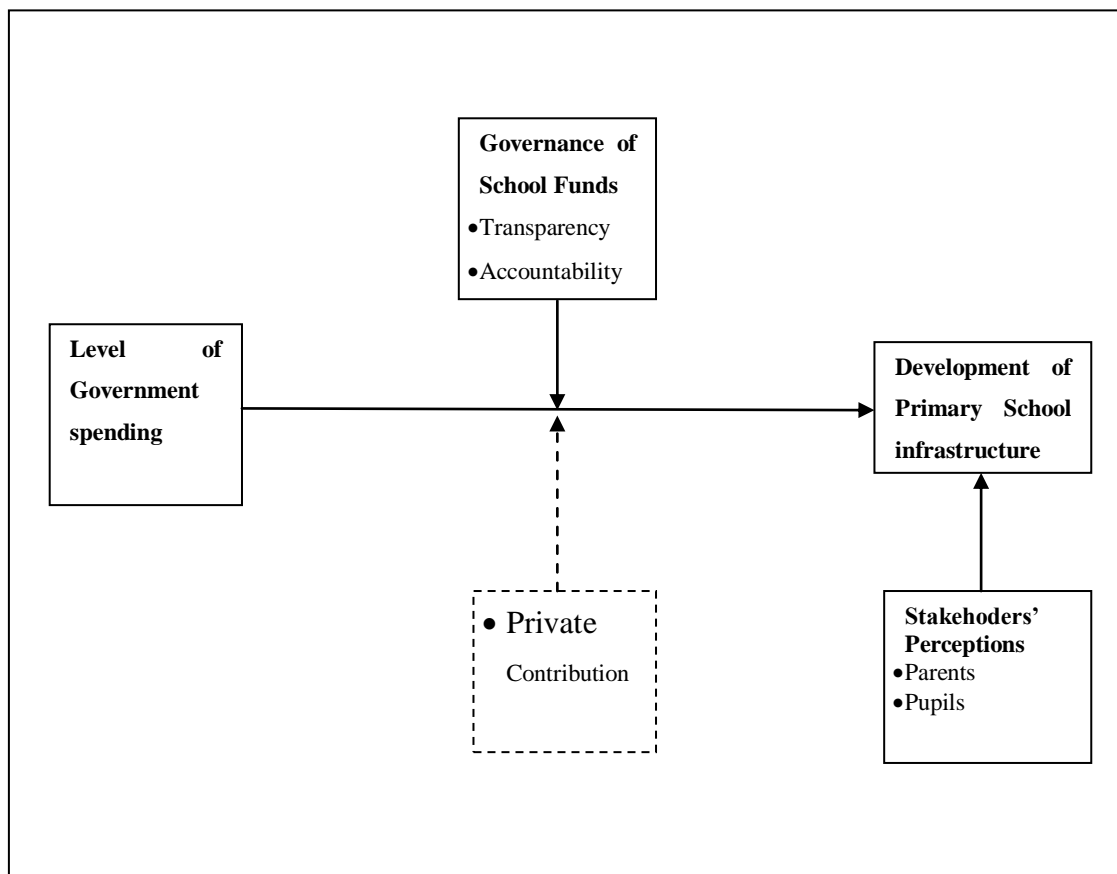 Governance of
School Funds
•Transparency
•Accountability
Level of
Government
spending
Development of
Primary School
infrastructure
• Private
Contribution
Stakehoders’
Perceptions
•Parents
•Pupils